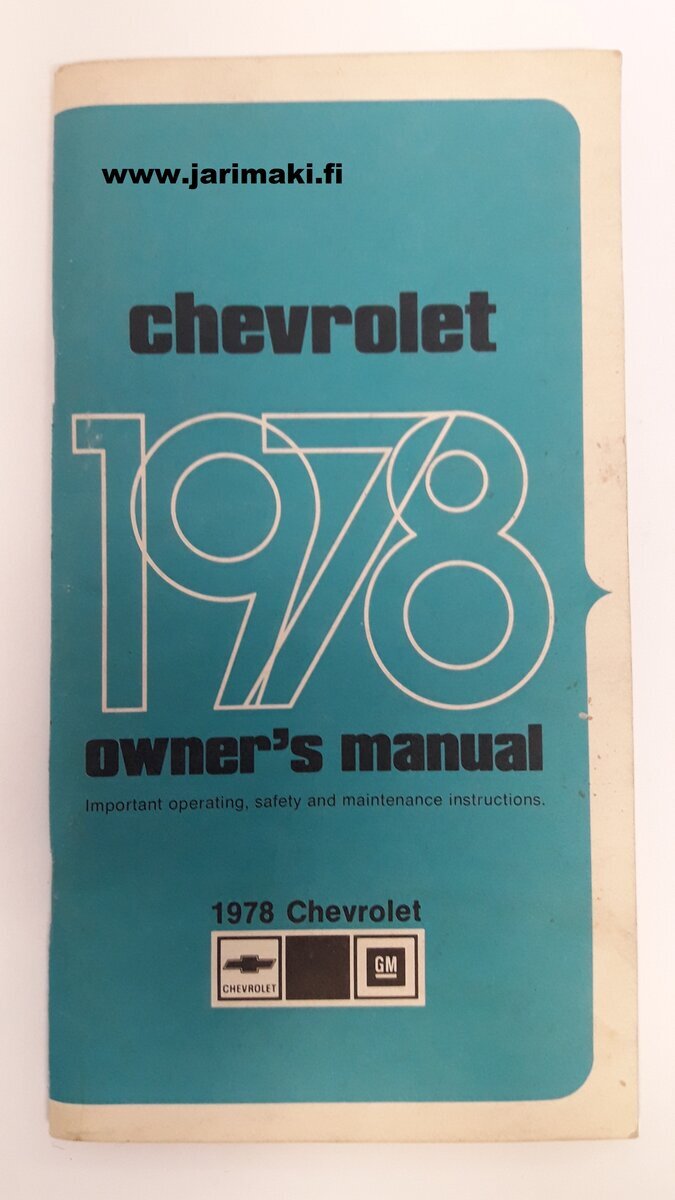 www.jarimaki.fi
chevrolet
1978
owner's manual
Important operating, safety and maintenance instructions.
1978 Chevrolet
CHEVROLET GM